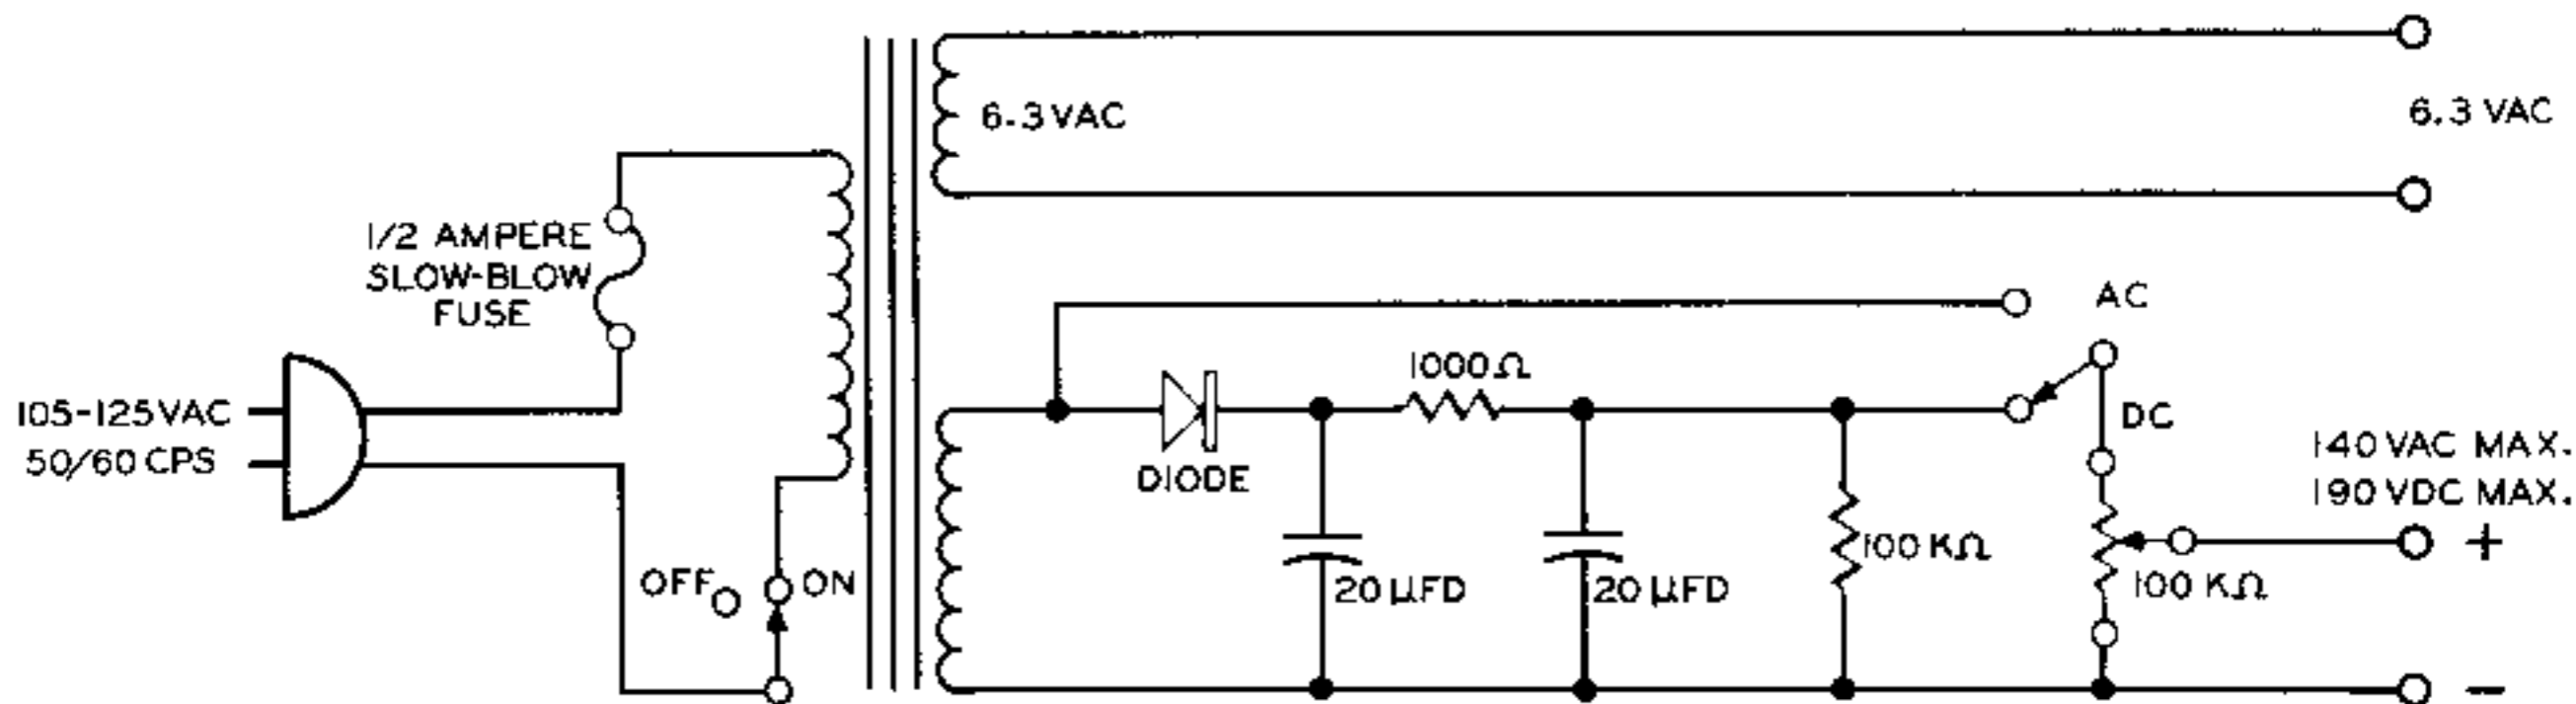 6.3 VAC
6.3 VAC
1/2 AMPERE
SLOW-BLOW
FUSE
105-125 VAC
50/60 CPS
OFF
ON
AC
1000Ω
DIODE
DC
140 VAC MAX.
190 VDC MAX.
+
20 μFD
20 μFD
100 KΩ
100 KΩ
−